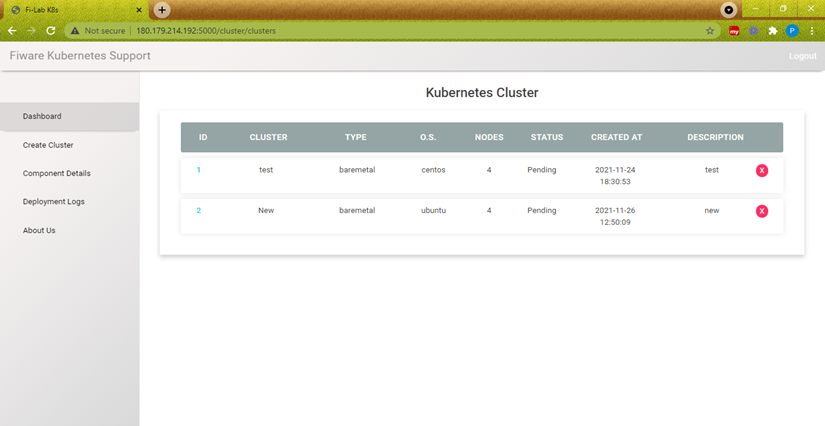 Fi-Lab K8s
Not secure 180.179.214.192:5000/cluster/clusters
my
P
Fiware Kubernetes Support
Logout
Kubernetes Cluster
Dashboard
Create Cluster
Component Details
Deployment Logs
About Us
ID CLUSTER TYPE O.S. NODES STATUS CREATED AT DESCRIPTION
1 test baremetal centos 4 Pending 2021-11-24 test X
18:30:53
2 New baremetal ubuntu 4 Pending 2021-11-26 new X
12:50:09